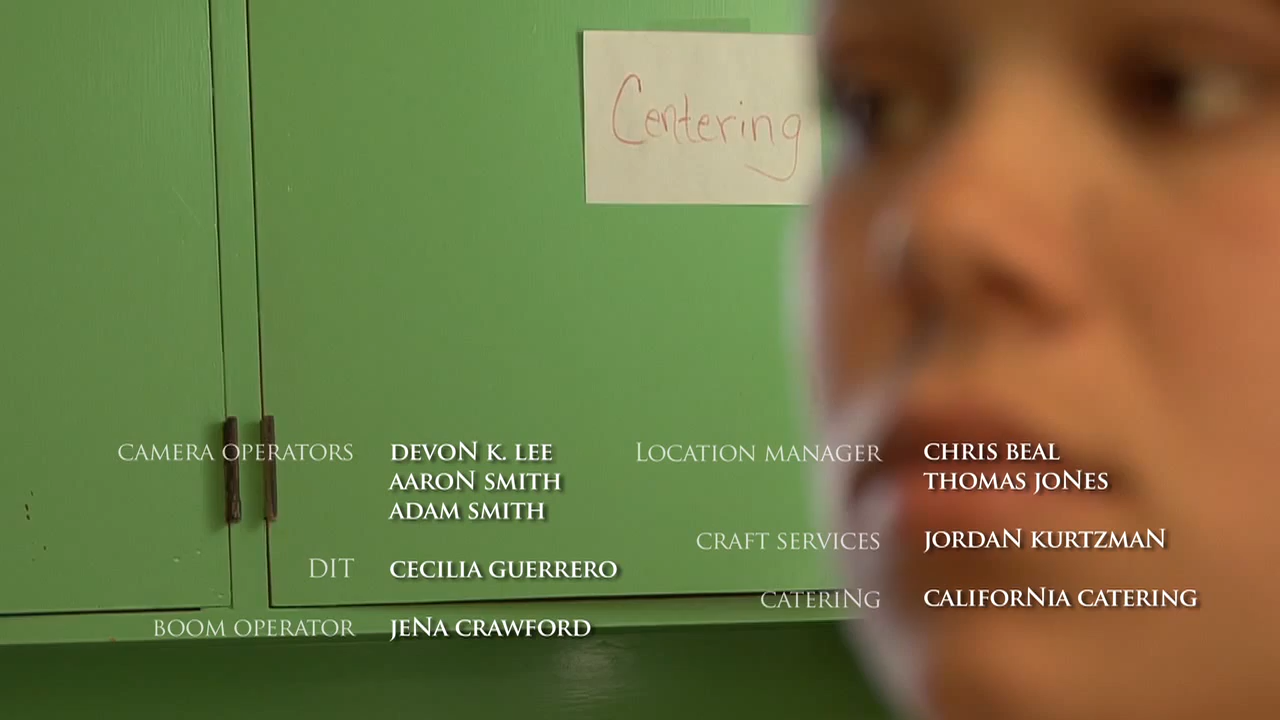 Centering
CAMERA OPERATORS DEVON K. LEE
AARON SMITH
ADAM SMITH
DIT CECILIA GUERRERO
BOOM OPERATOR JENA CRAWFORD
LOCATION MANAGER CHRIS BEAL
THOMAS JONES
CRAFT SERVICES JORDAN KURTZMAN
CATERING CALIFORNIA CATERING